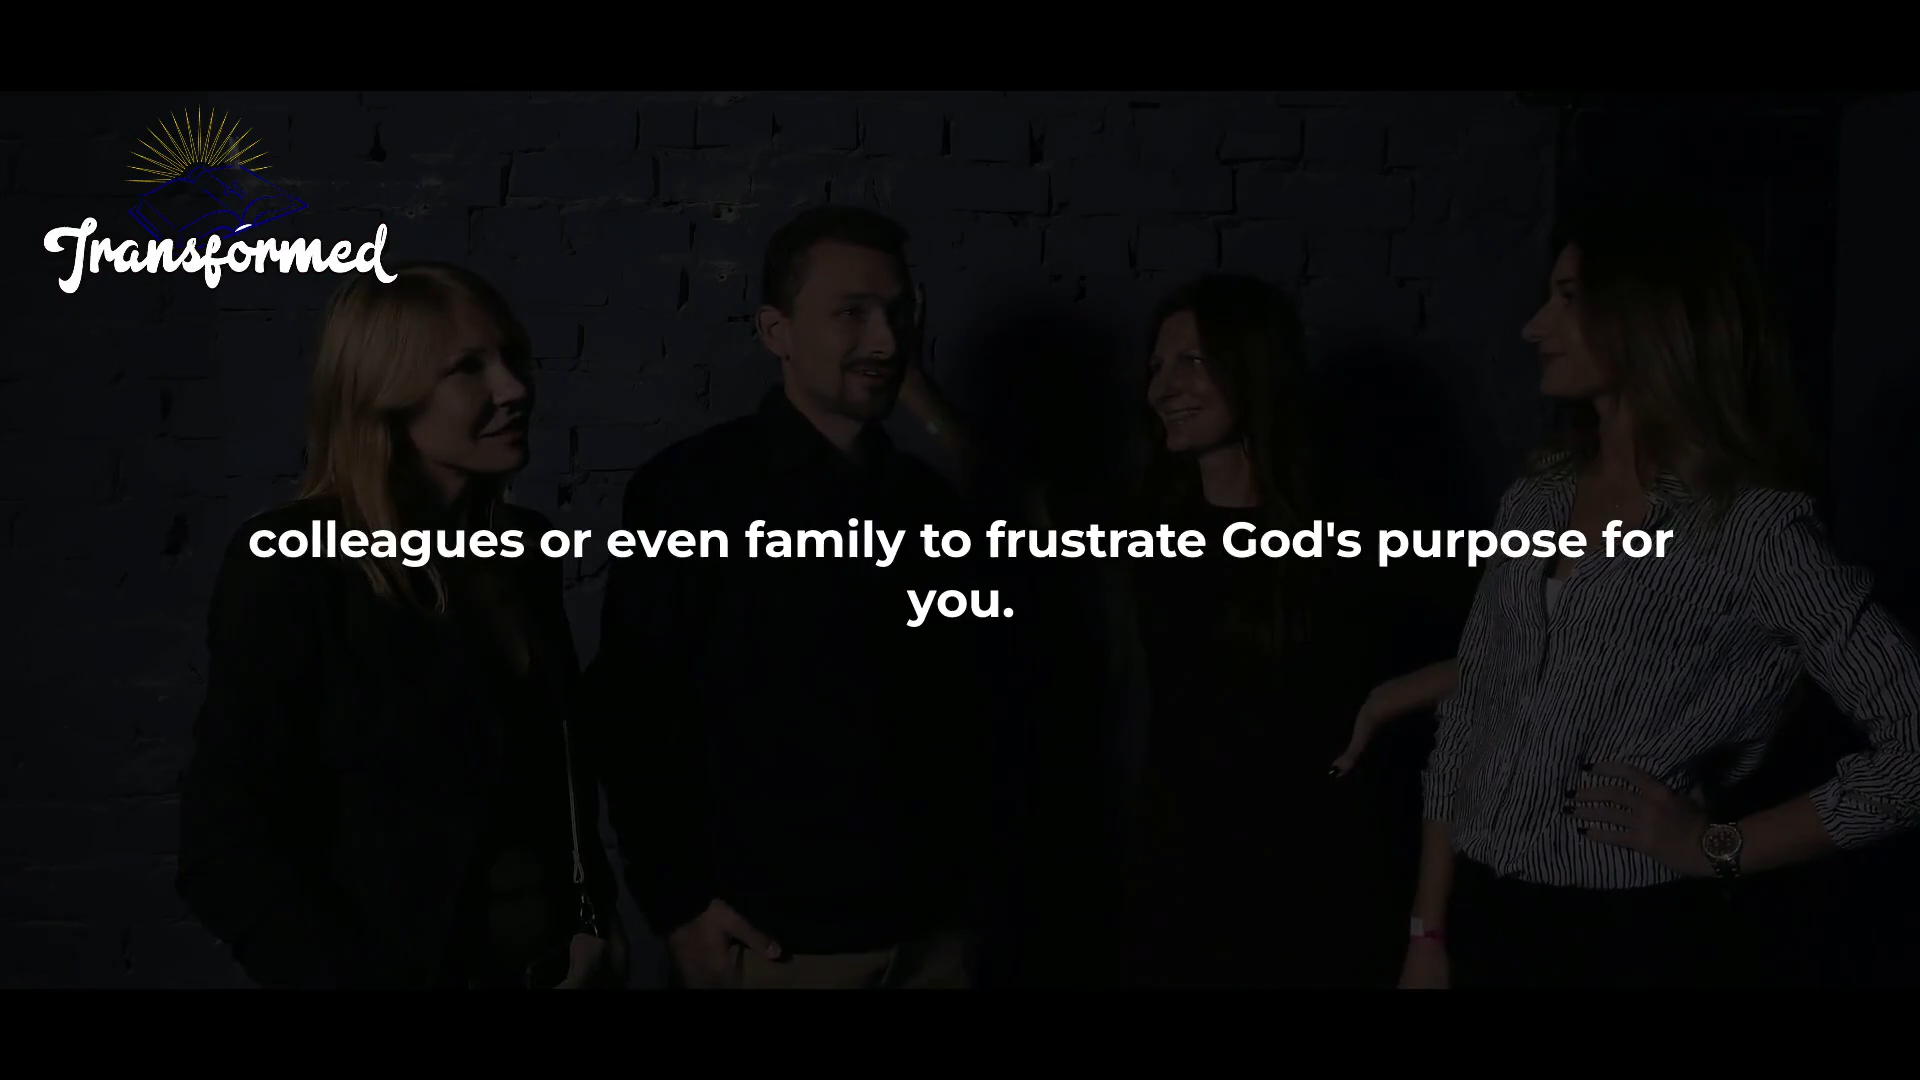 Transformed
colleagues or even family to frustrate God's purpose for
you.